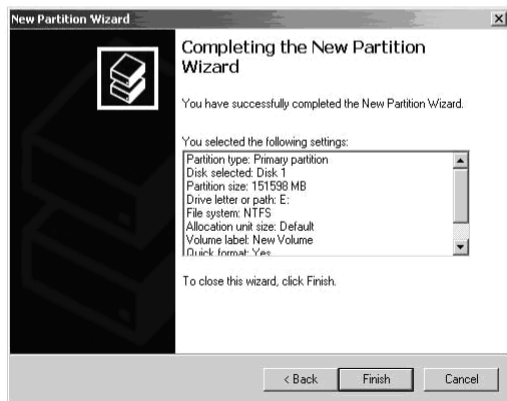 New Partition Wizard
Completing the New Partition
Wizard
You have successfully completed the New Partition Wizard.
You selected the following settings:
Partition type: Primary partition
Disk selected: Disk 1
Partition size: 151598 MB
Drive letter or path: E:
File system: NTFS
Allocation unit size: Default
Volume label: New Volume
Quick format: Yes
To close this wizard, click Finish.
< Back
Finish
Cancel